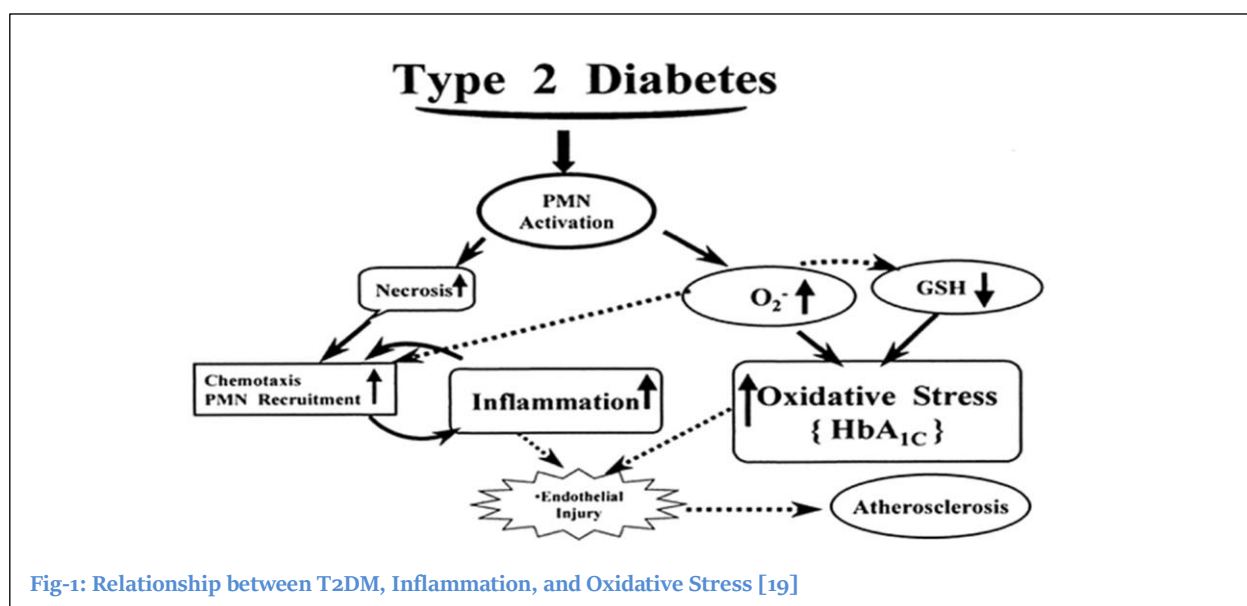 Type 2 Diabetes
PMN
Activation
Necrosis
O₂⁻
GSH
Chemotaxis
PMN Recruitment
Inflammation
Oxidative Stress
{ HbA₁C }
•Endothelial
Injury
Atherosclerosis
Fig-1: Relationship between T2DM, Inflammation, and Oxidative Stress [19]